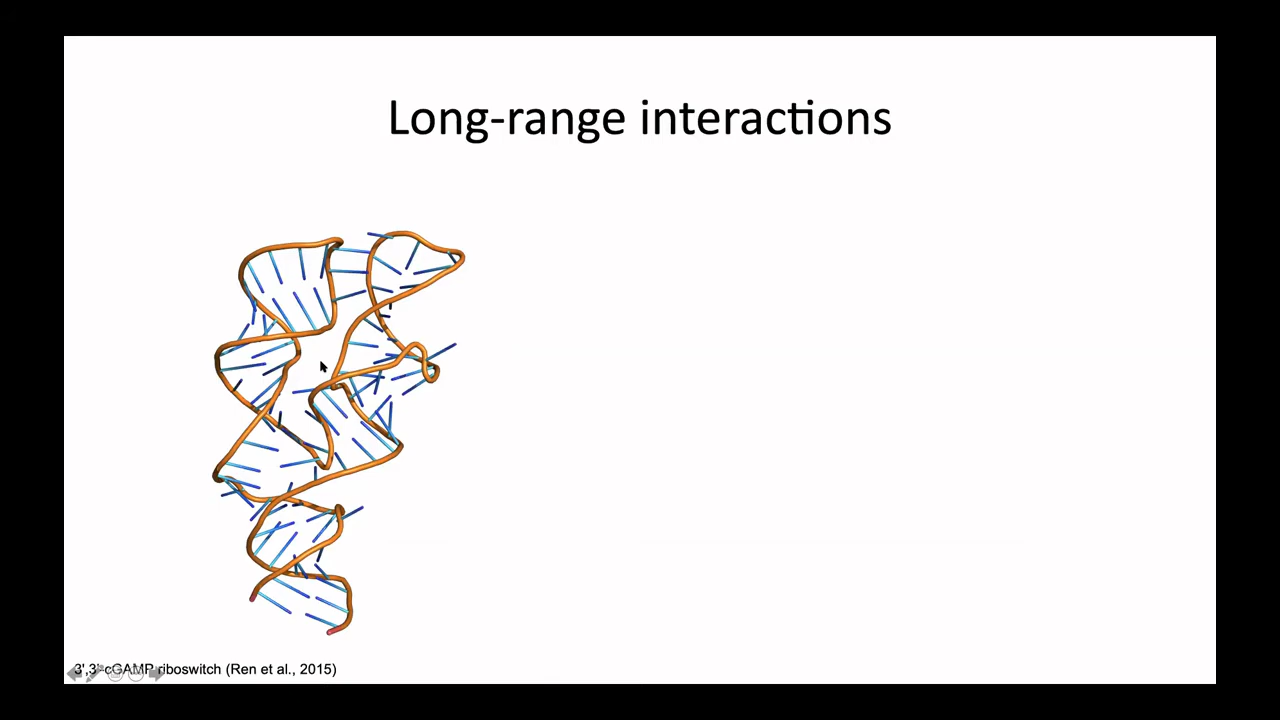 Long-range interactions
3',3'-cGAMP riboswitch (Ren et al., 2015)